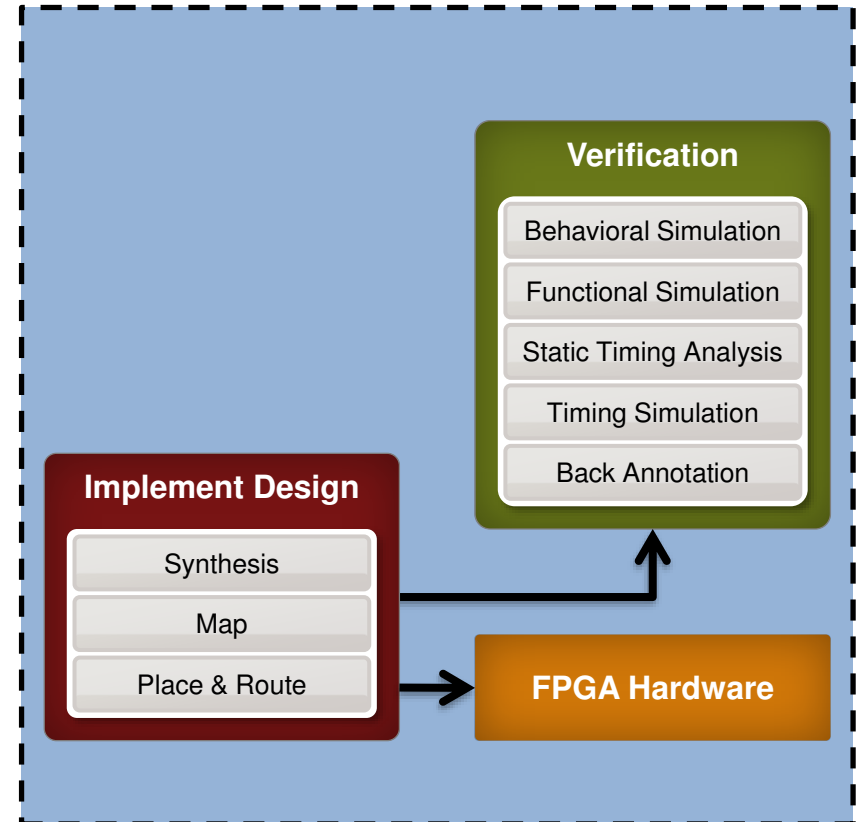 Verification
Behavioral Simulation
Functional Simulation
Static Timing Analysis
Timing Simulation
Back Annotation
Implement Design
Synthesis
Map
Place & Route
FPGA Hardware